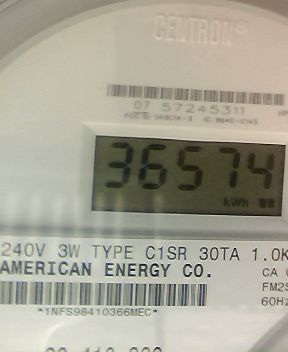 CENTRON®
07 57245311
36574
kWh
240V 3W TYPE C1SR 30TA 1.0K
AMERICAN ENERGY CO.
CA
FM2S
60Hz
*1NFS98410366MEC*